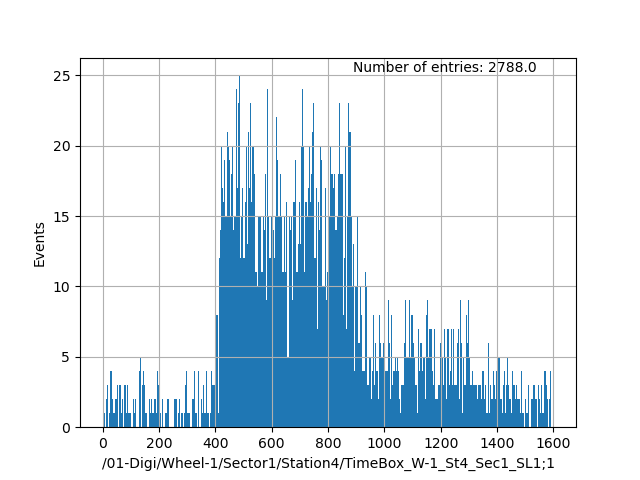 Number of entries: 2788.0
Events
25
20
15
10
5
0
0 200 400 600 800 1000 1200 1400 1600
/01-Digi/Wheel-1/Sector1/Station4/TimeBox_W-1_St4_Sec1_SL1;1